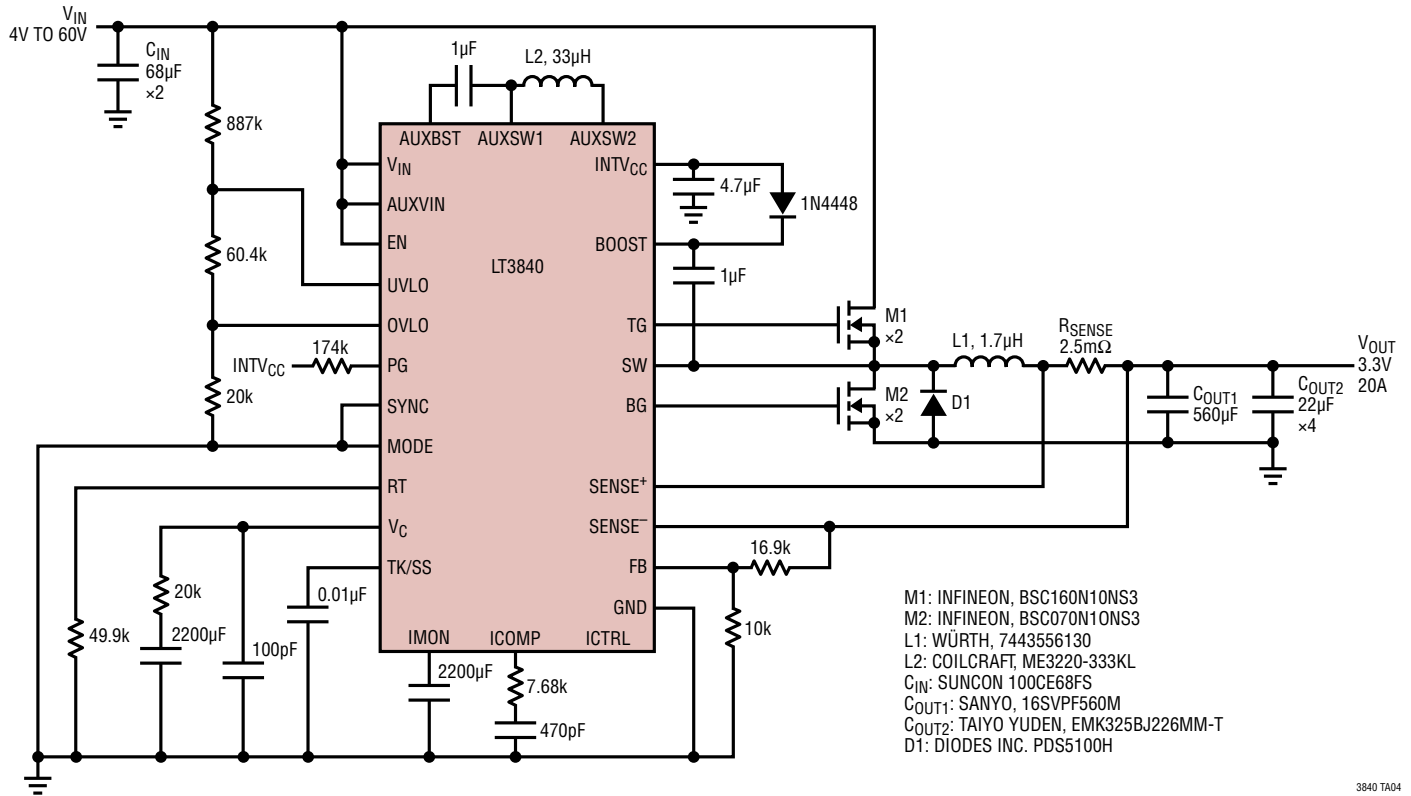 VIN
4V TO 60V
CIN
68µF
×2
1µF
L2, 33µH
887k
AUXBST
AUXSW1
AUXSW2
VIN
INTVCC
4.7µF
1N4448
AUXVIN
EN
BOOST
60.4k
LT3840
1µF
UVLO
OVLO
TG
M1
×2
L1, 1.7µH
RSENSE
2.5mΩ
VOUT
3.3V
20A
INTVCC
174k
PG
SW
20k
SYNC
BG
M2
×2
D1
COUT1
560µF
COUT2
22µF
×4
MODE
RT
SENSE+
VC
SENSE–
16.9k
TK/SS
FB
20k
0.01µF
GND
49.9k
2200µF
100pF
IMON
ICOMP
ICTRL
10k
2200µF
7.68k
470pF
M1: INFINEON, BSC160N10NS3
M2: INFINEON, BSC070N1ONS3
L1: WÜRTH, 7443556130
L2: COILCRAFT, ME3220-333KL
CIN: SUNCON 100CE68FS
COUT1: SANYO, 16SVPF560M
COUT2: TAIYO YUDEN, EMK325BJ226MM-T
D1: DIODES INC. PDS5100H
3840 TA04